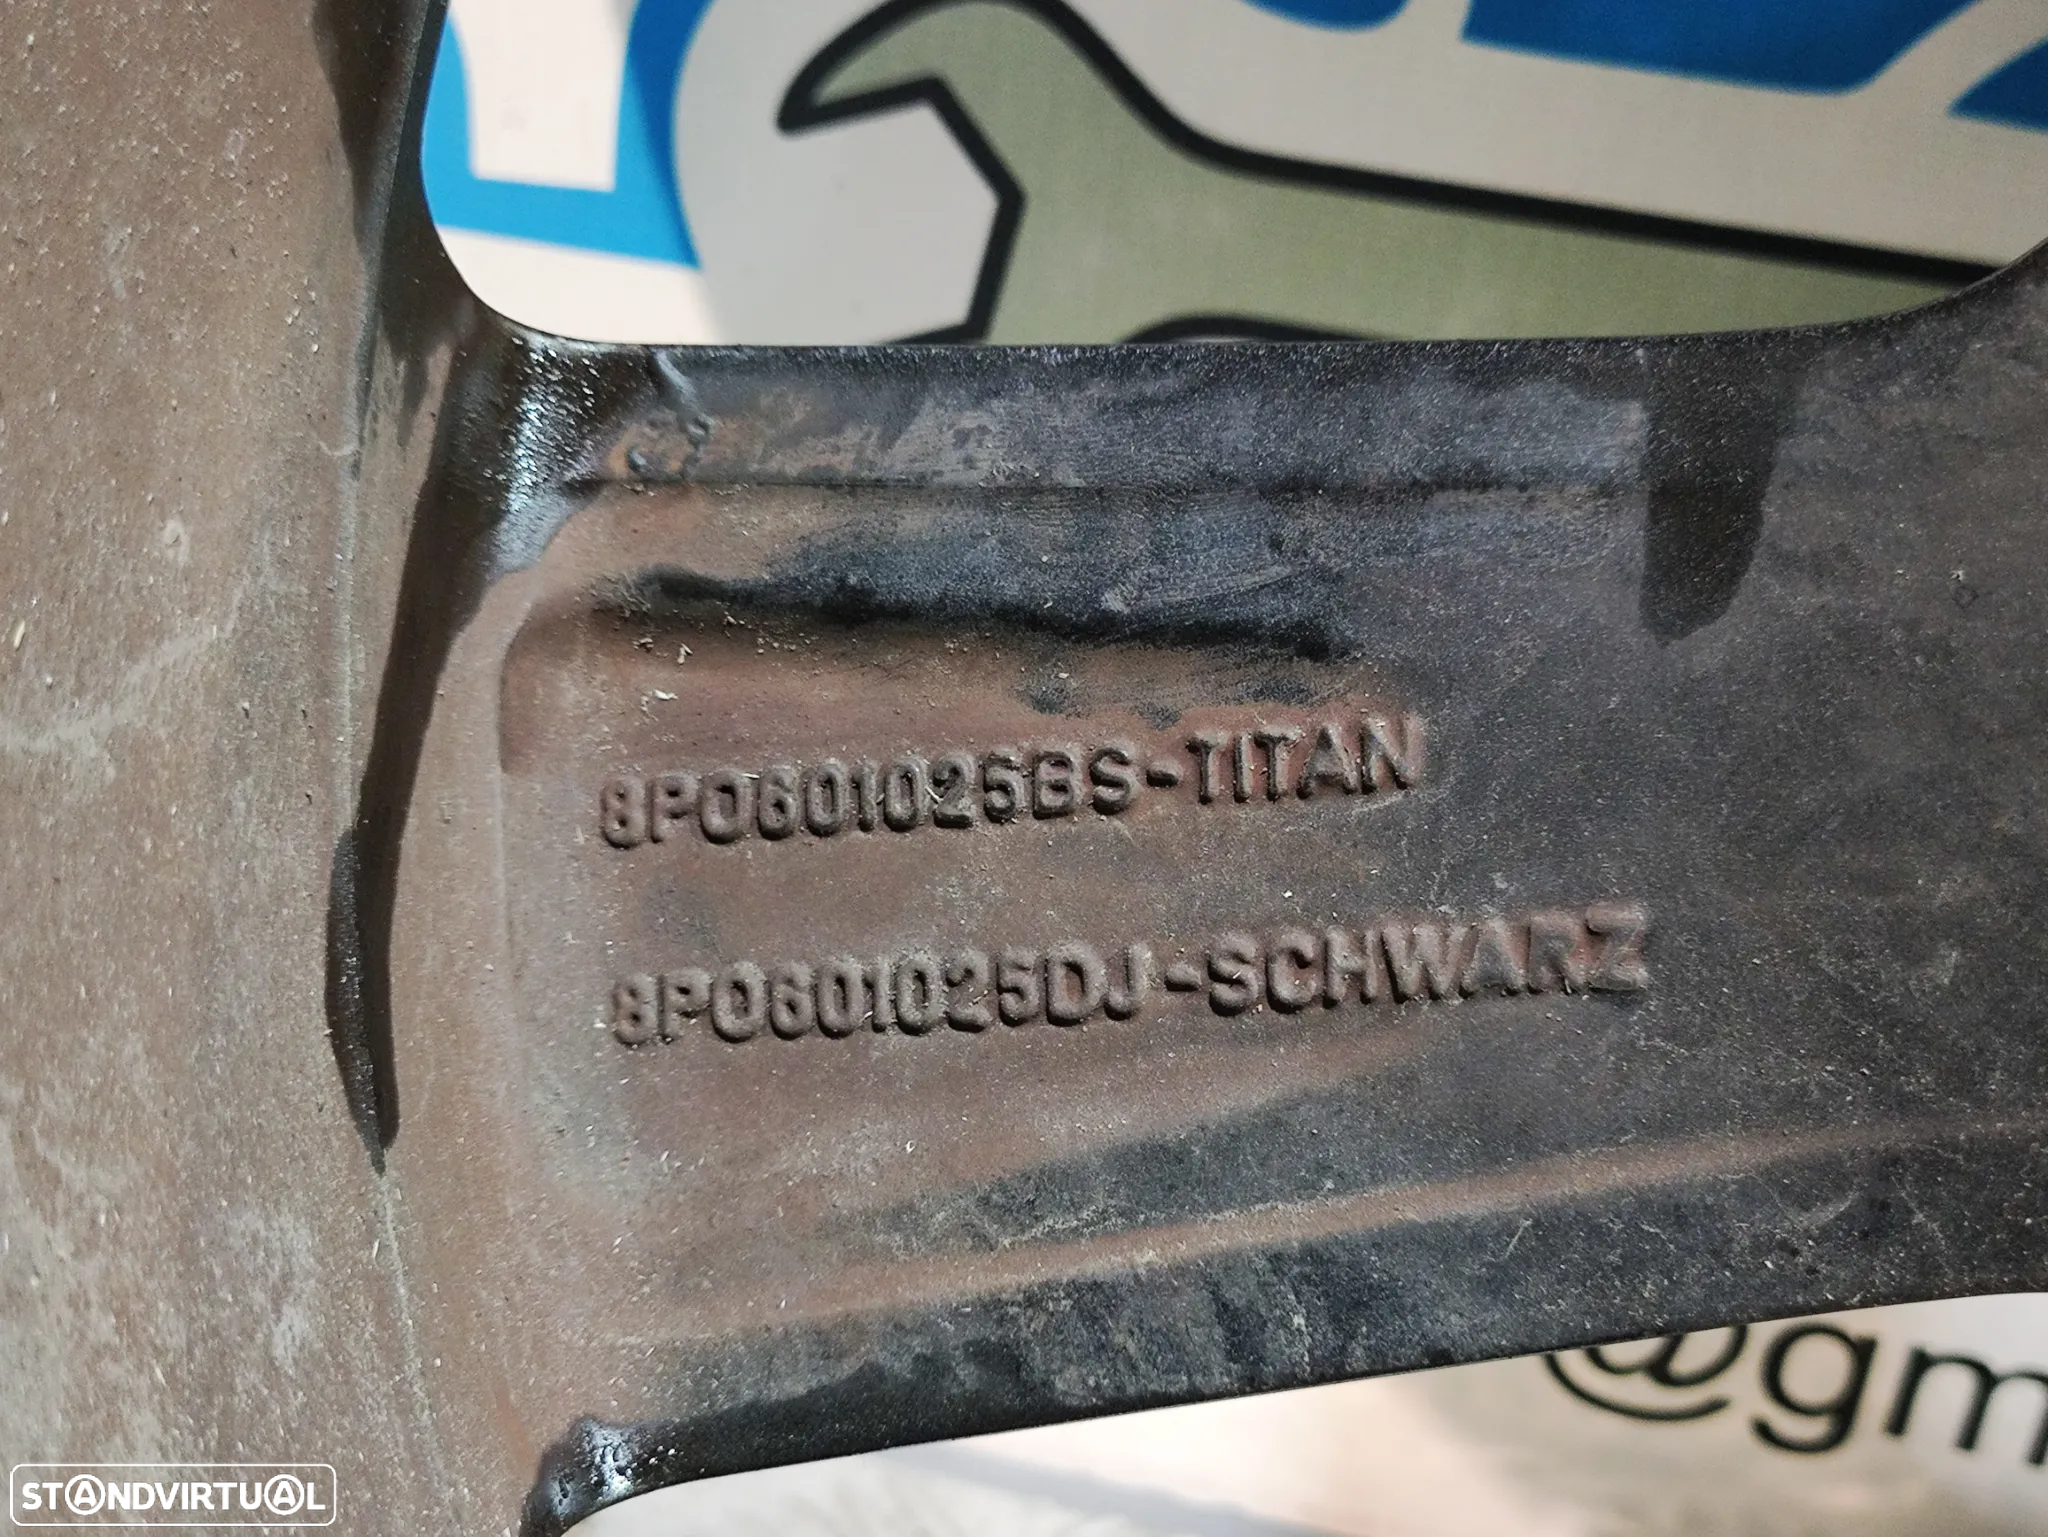 8P0601025BS-TITAN
8P0601025DJ-SCHWARZ
@gm
STANDVIRTUAL